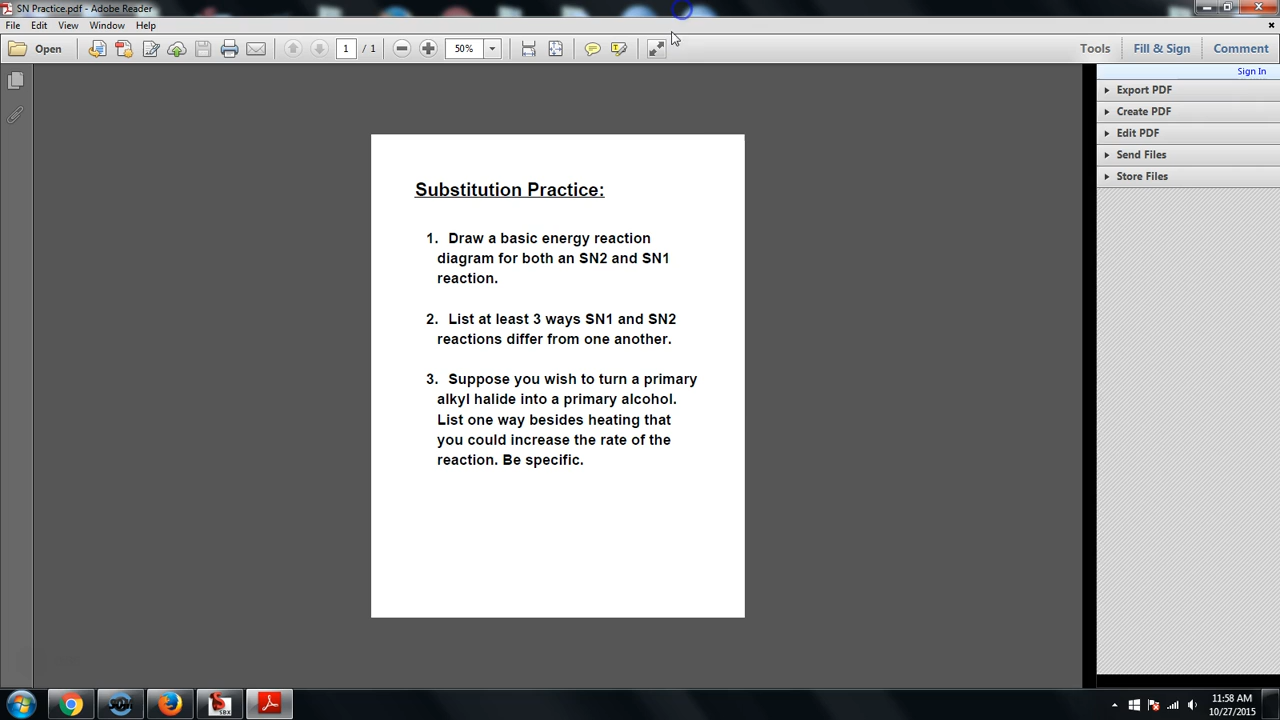 SN Practice.pdf - Adobe Reader
File Edit View Window Help
Open 1 / 1 50% Tools Fill & Sign Comment
Sign In
Export PDF
Create PDF
Edit PDF
Send Files
Store Files
Substitution Practice:
1. Draw a basic energy reaction
diagram for both an SN2 and SN1
reaction.
2. List at least 3 ways SN1 and SN2
reactions differ from one another.
3. Suppose you wish to turn a primary
alkyl halide into a primary alcohol.
List one way besides heating that
you could increase the rate of the
reaction. Be specific.
11:58 AM
10/27/2015